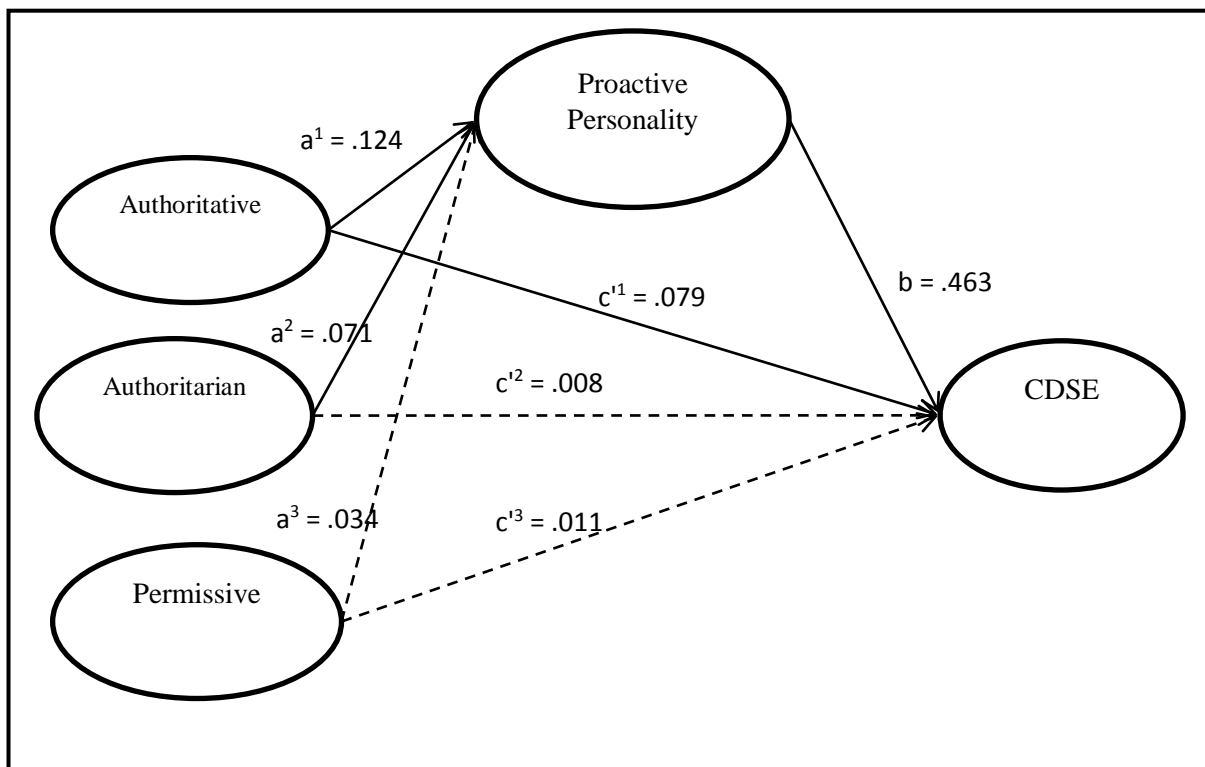 Proactive
Personality
a¹ = .124
Authoritative
c'¹ = .079
b = .463
a² = .071
Authoritarian
c'² = .008
CDSE
a³ = .034
c'³ = .011
Permissive